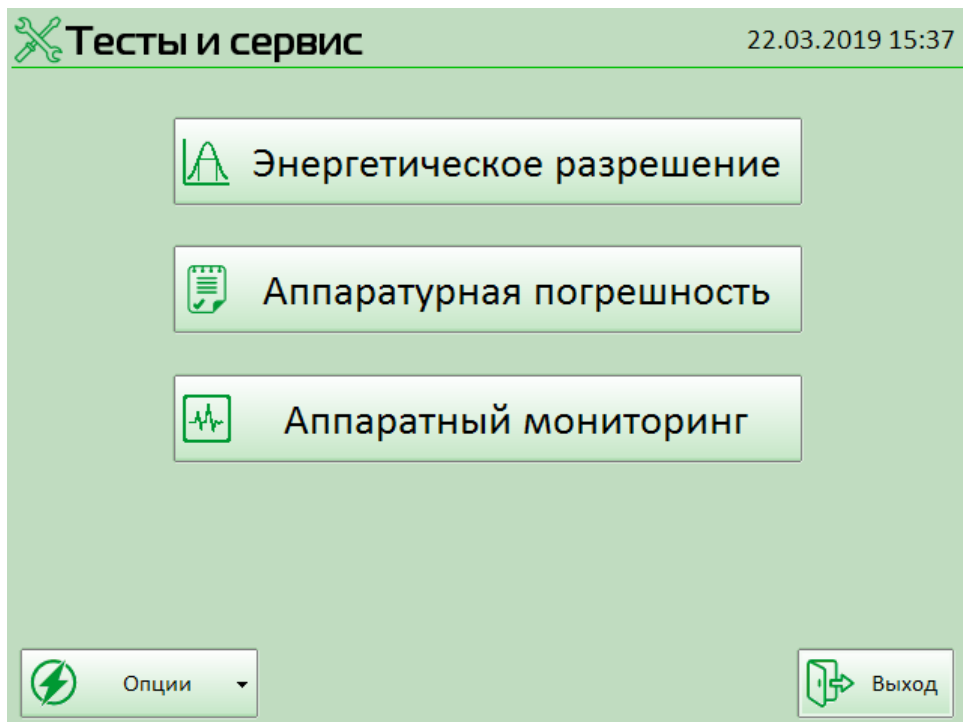 Тесты и сервис
22.03.2019 15:37
Энергетическое разрешение
Аппаратурная погрешность
Аппаратный мониторинг
Опции
Выход